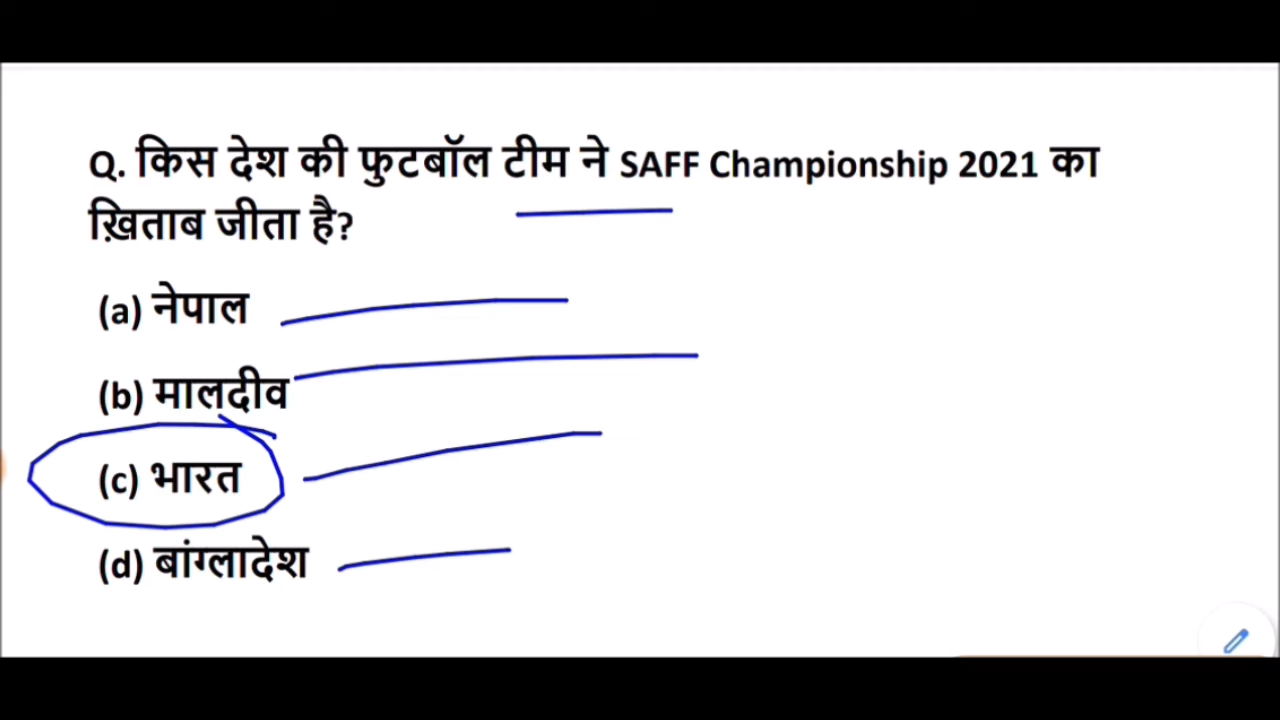 Q. किस देश की फुटबॉल टीम ने SAFF Championship 2021 का
ख़िताब जीता है?
(a) नेपाल
(b) मालदीव
(c) भारत
(d) बांग्लादेश